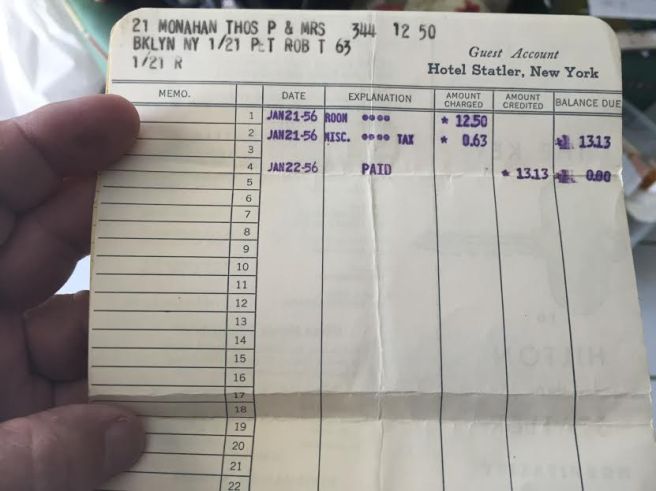 21 MONAHAN THOS P & MRS 344 12 50
BKLYN NY 1/21 P&T ROB T 63
1/21 R
Guest Account
Hotel Statler, New York
MEMO. DATE EXPLANATION AMOUNT CHARGED AMOUNT CREDITED BALANCE DUE
1 JAN21-56 ROOM * 12.50
2 JAN21-56 MISC. TAX * 0.63 13.13
3
4 JAN22-56 PAID * 13.13 0.00
5
6
7
8
9
10
11
12
13
14
15
16
17
18
19
20
21
22
HILTON